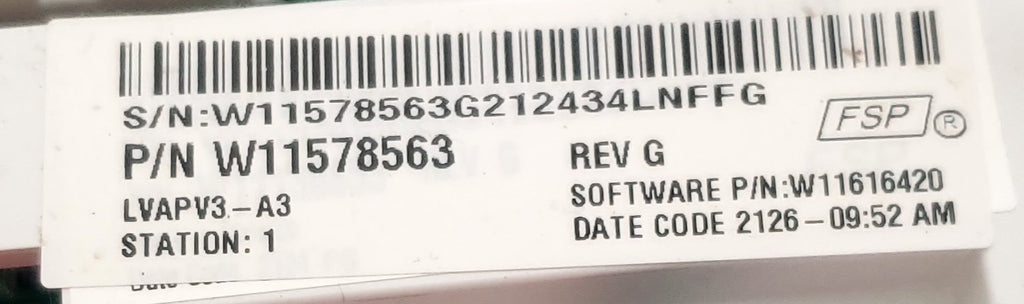 S/N:W11578563G212434LNFFG
FSP ®
P/N W11578563
REV G
LVAPV3-A3
SOFTWARE P/N:W11616420
STATION: 1
DATE CODE 2126-09:52 AM